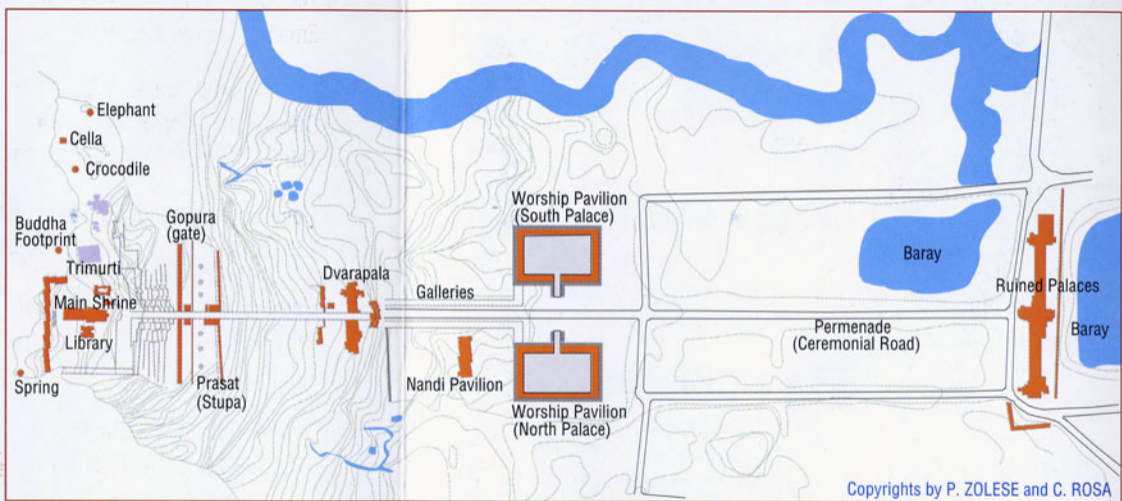 Elephant
Cella
Crocodile
Buddha
Footprint
Gopura
(gate)
Trimurti
Main Shrine
Library
Spring
Prasat
(Stupa)
Dvarapala
Galleries
Nandi Pavilion
Worship Pavilion
(South Palace)
Worship Pavilion
(North Palace)
Baray
Permenade
(Ceremonial Road)
Ruined Palaces
Baray
Copyrights by P. ZOLESE and C. ROSA